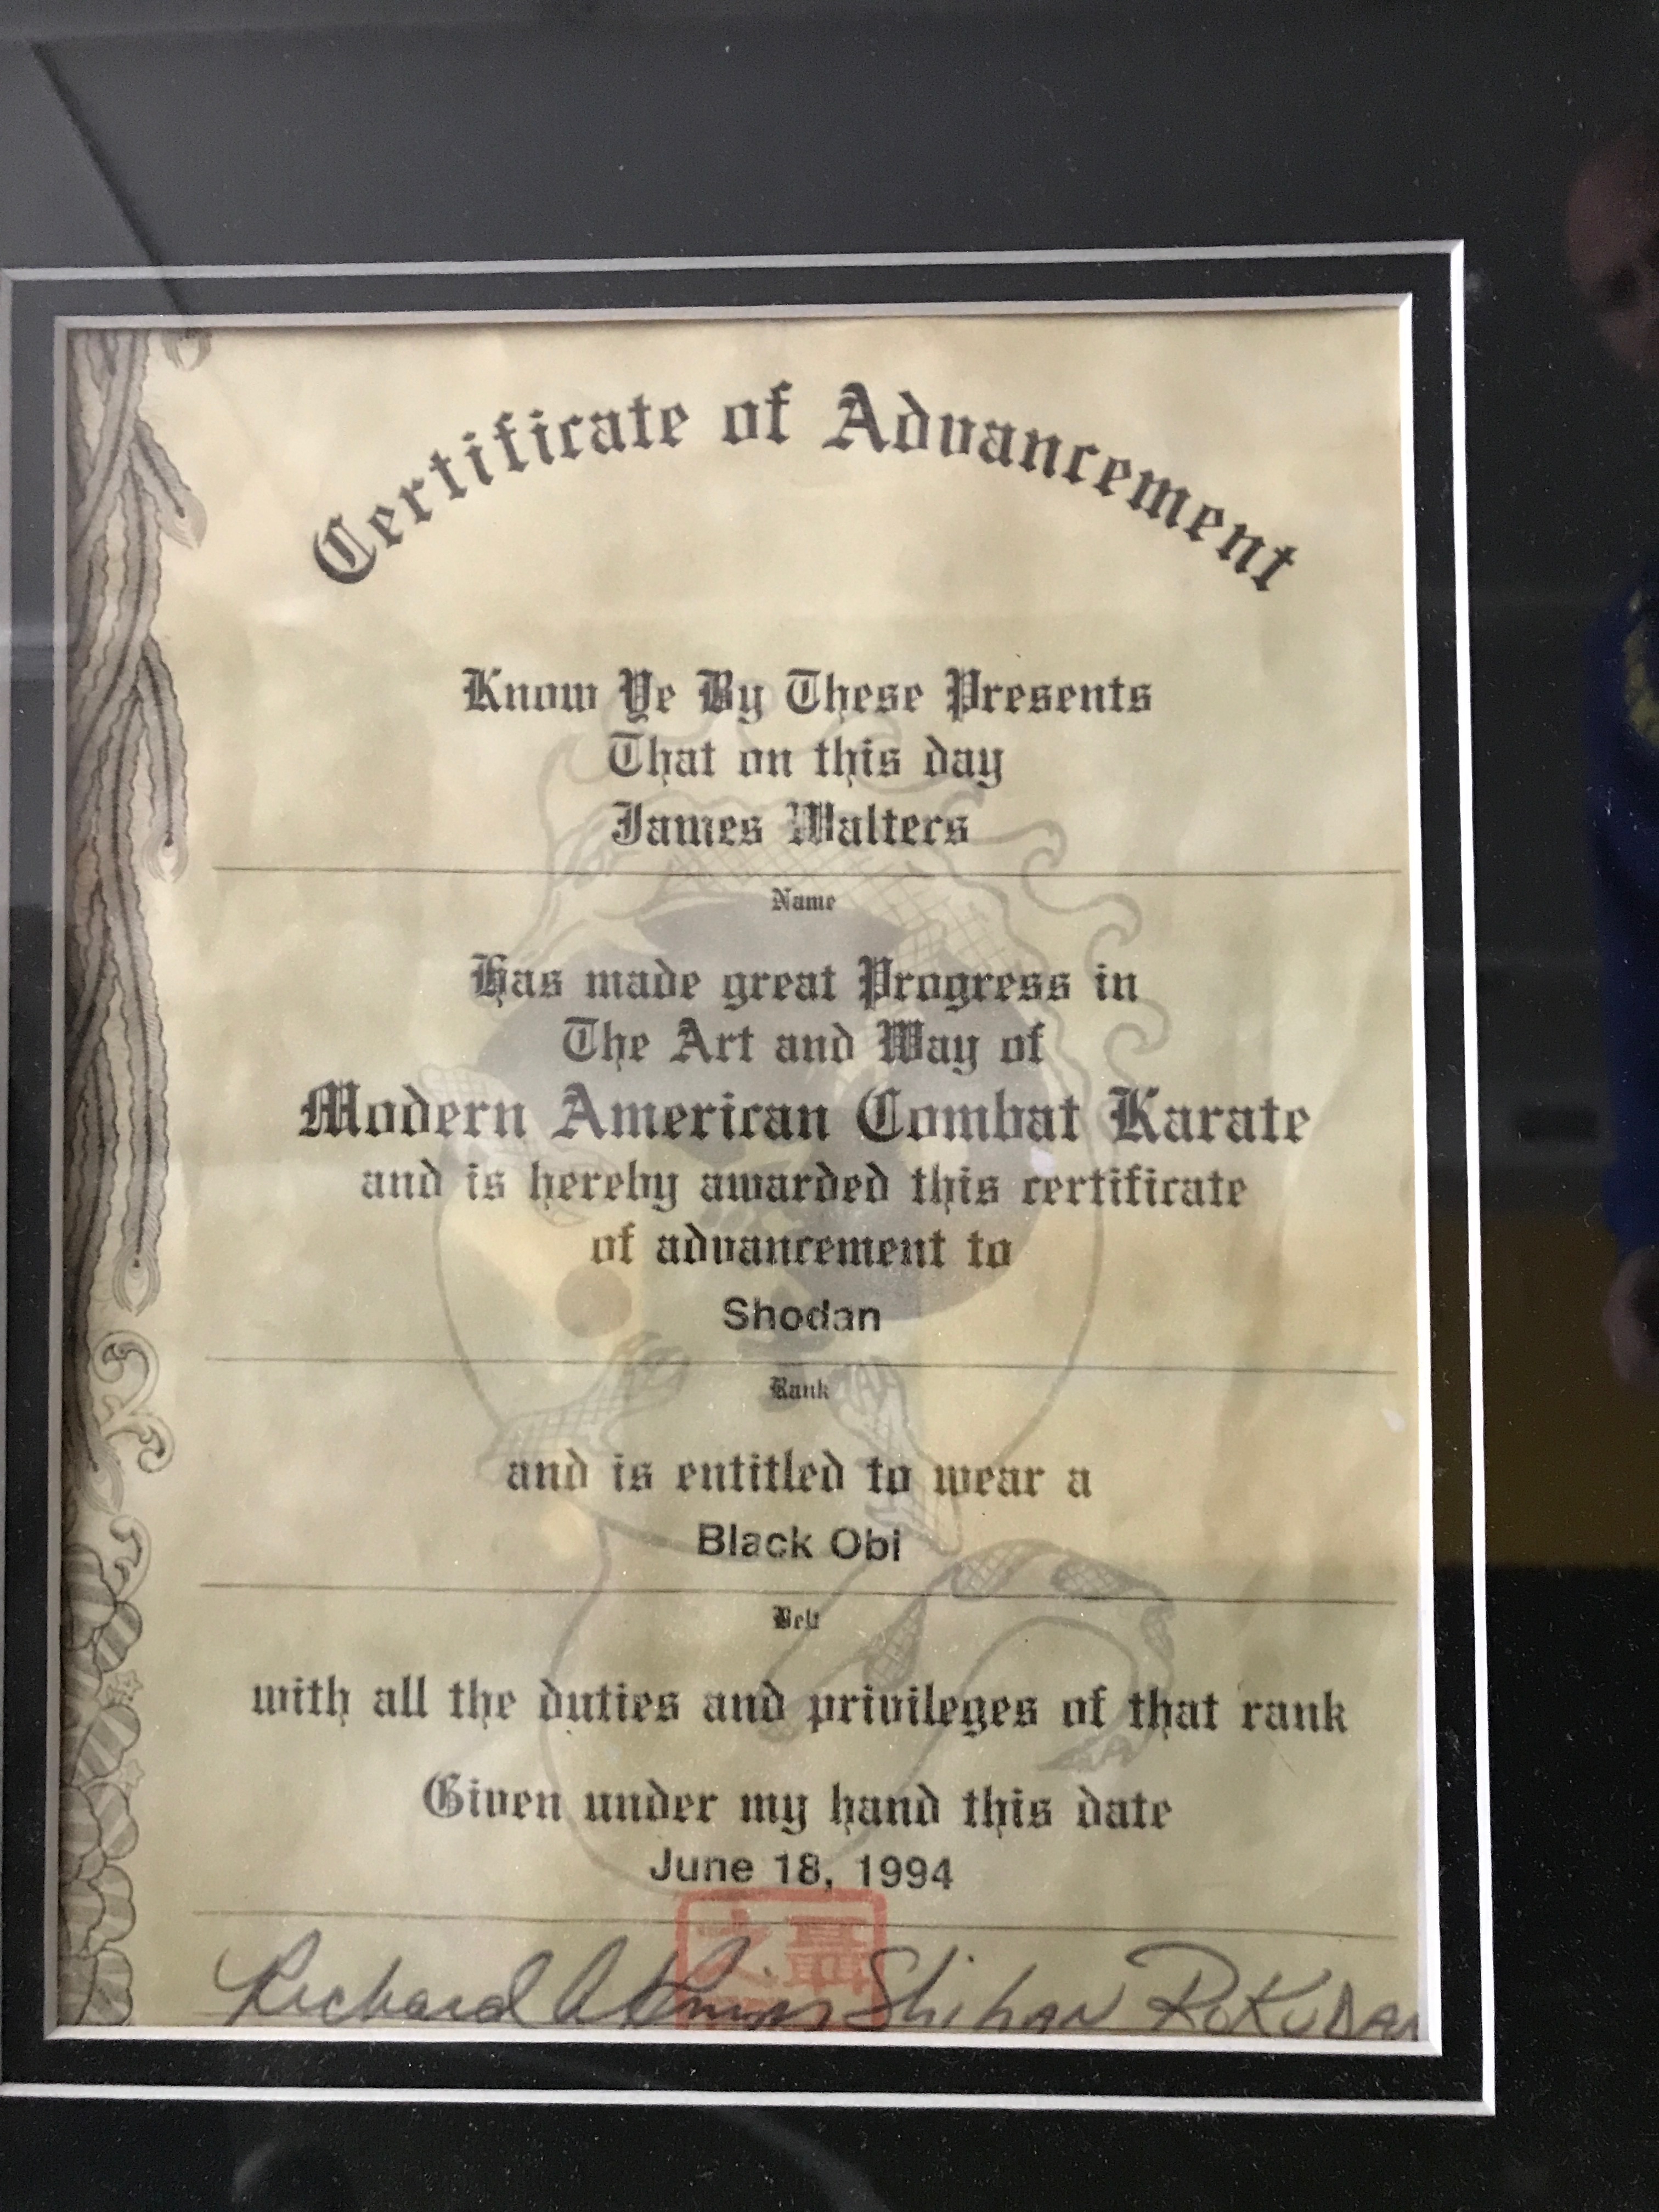 Certificate of Advancement
Know Ye By These Presents
That on this day
James Walters
Name
Has made great Progress in
The Art and Way of
Modern American Combat Karate
and is hereby awarded this certificate
of advancement to
Shodan
Rank
and is entitled to wear a
Black Obi
Belt
with all the duties and privileges of that rank
Given under my hand this date
June 18, 1994
Richard Shihan RoKuDan